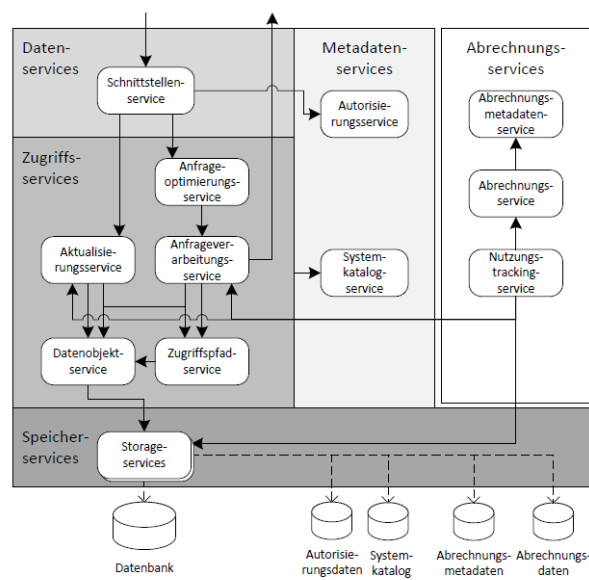 Daten-
services
Metadaten-
services
Abrechnungs-
services
Schnittstellen-
service
Autorisie-
rungsservice
Abrechnungs-
metadaten-
service
Zugriffs-
services
Anfrage-
optimierungs-
service
Abrechnungs-
service
Aktualisie-
rungsservice
Anfragever-
arbeitungs-
service
System-
katalog-
service
Nutzungs-
tracking-
service
Datenobjekt-
service
Zugriffspfad-
service
Speicher-
services
Storage-
services
Datenbank
Autorisie-
rungsdaten
System-
katalog
Abrechnungs-
metadaten
Abrechnungs-
daten